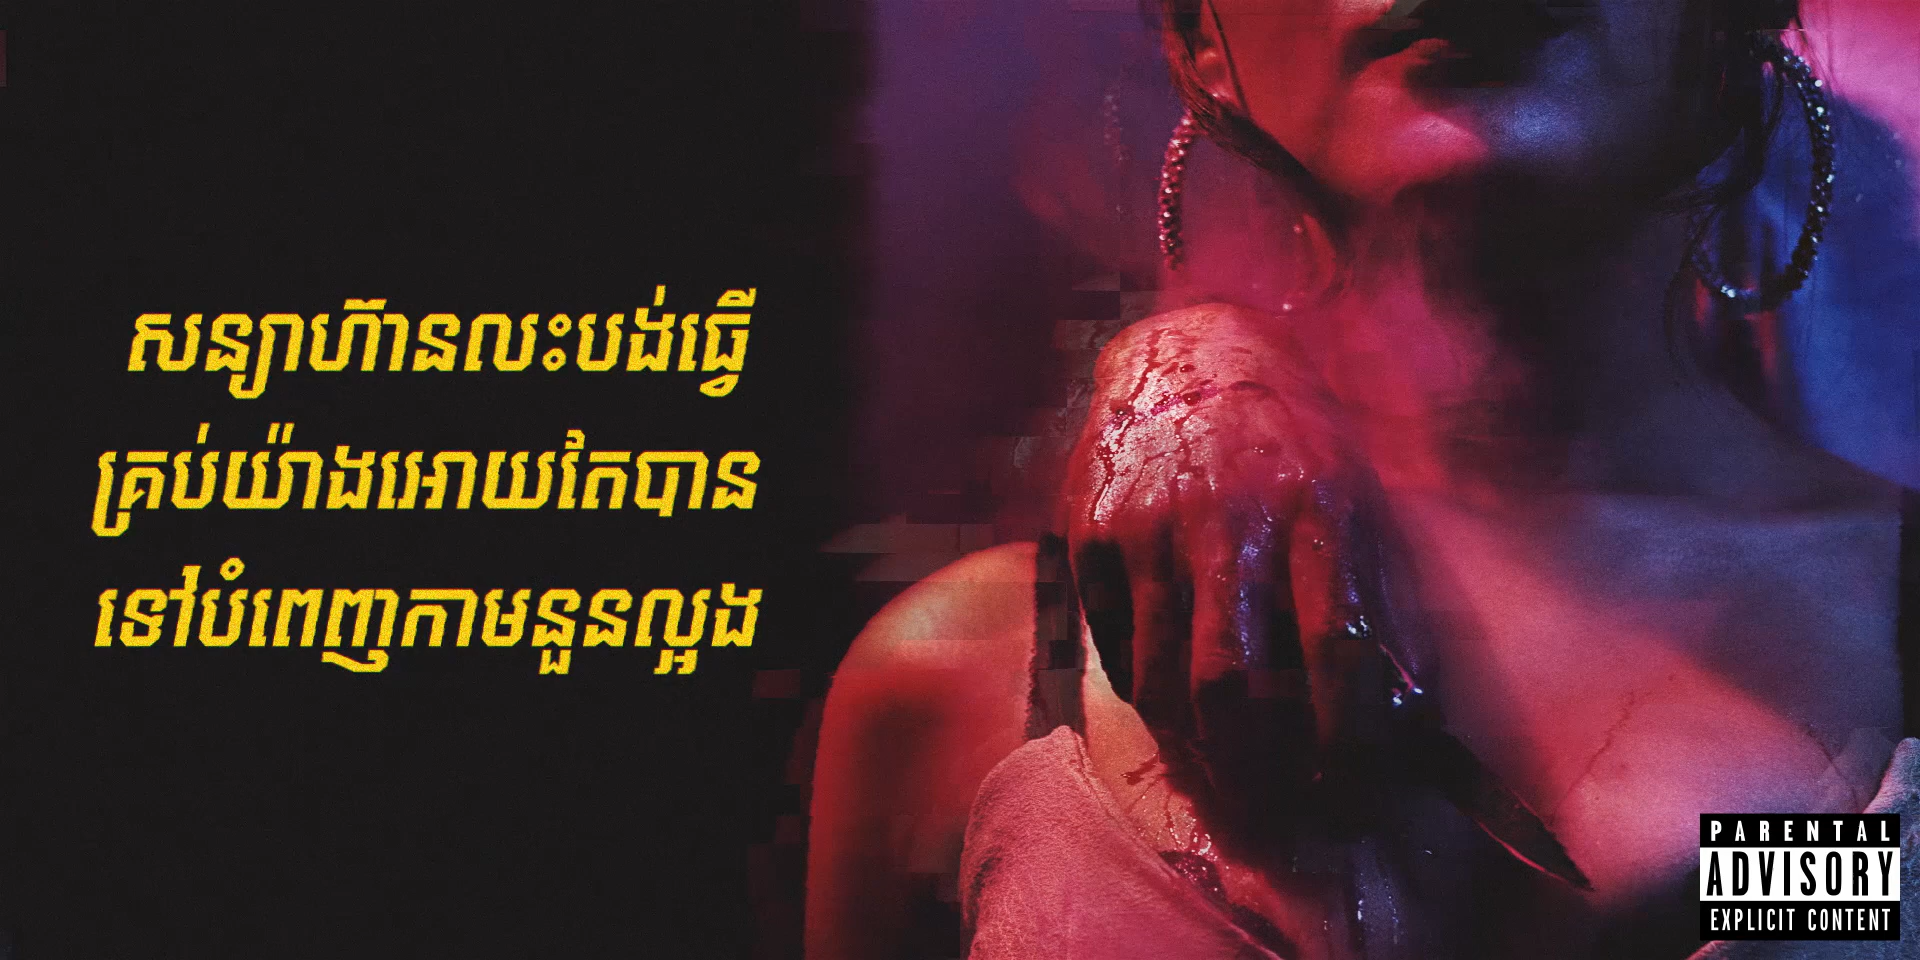 សន្យាហ៊ានលះបង់ធ្វើ
គ្រប់យ៉ាងអោយតែបាន
ទៅបំពេញកាមនួនល្អង
PARENTAL
ADVISORY
EXPLICIT CONTENT